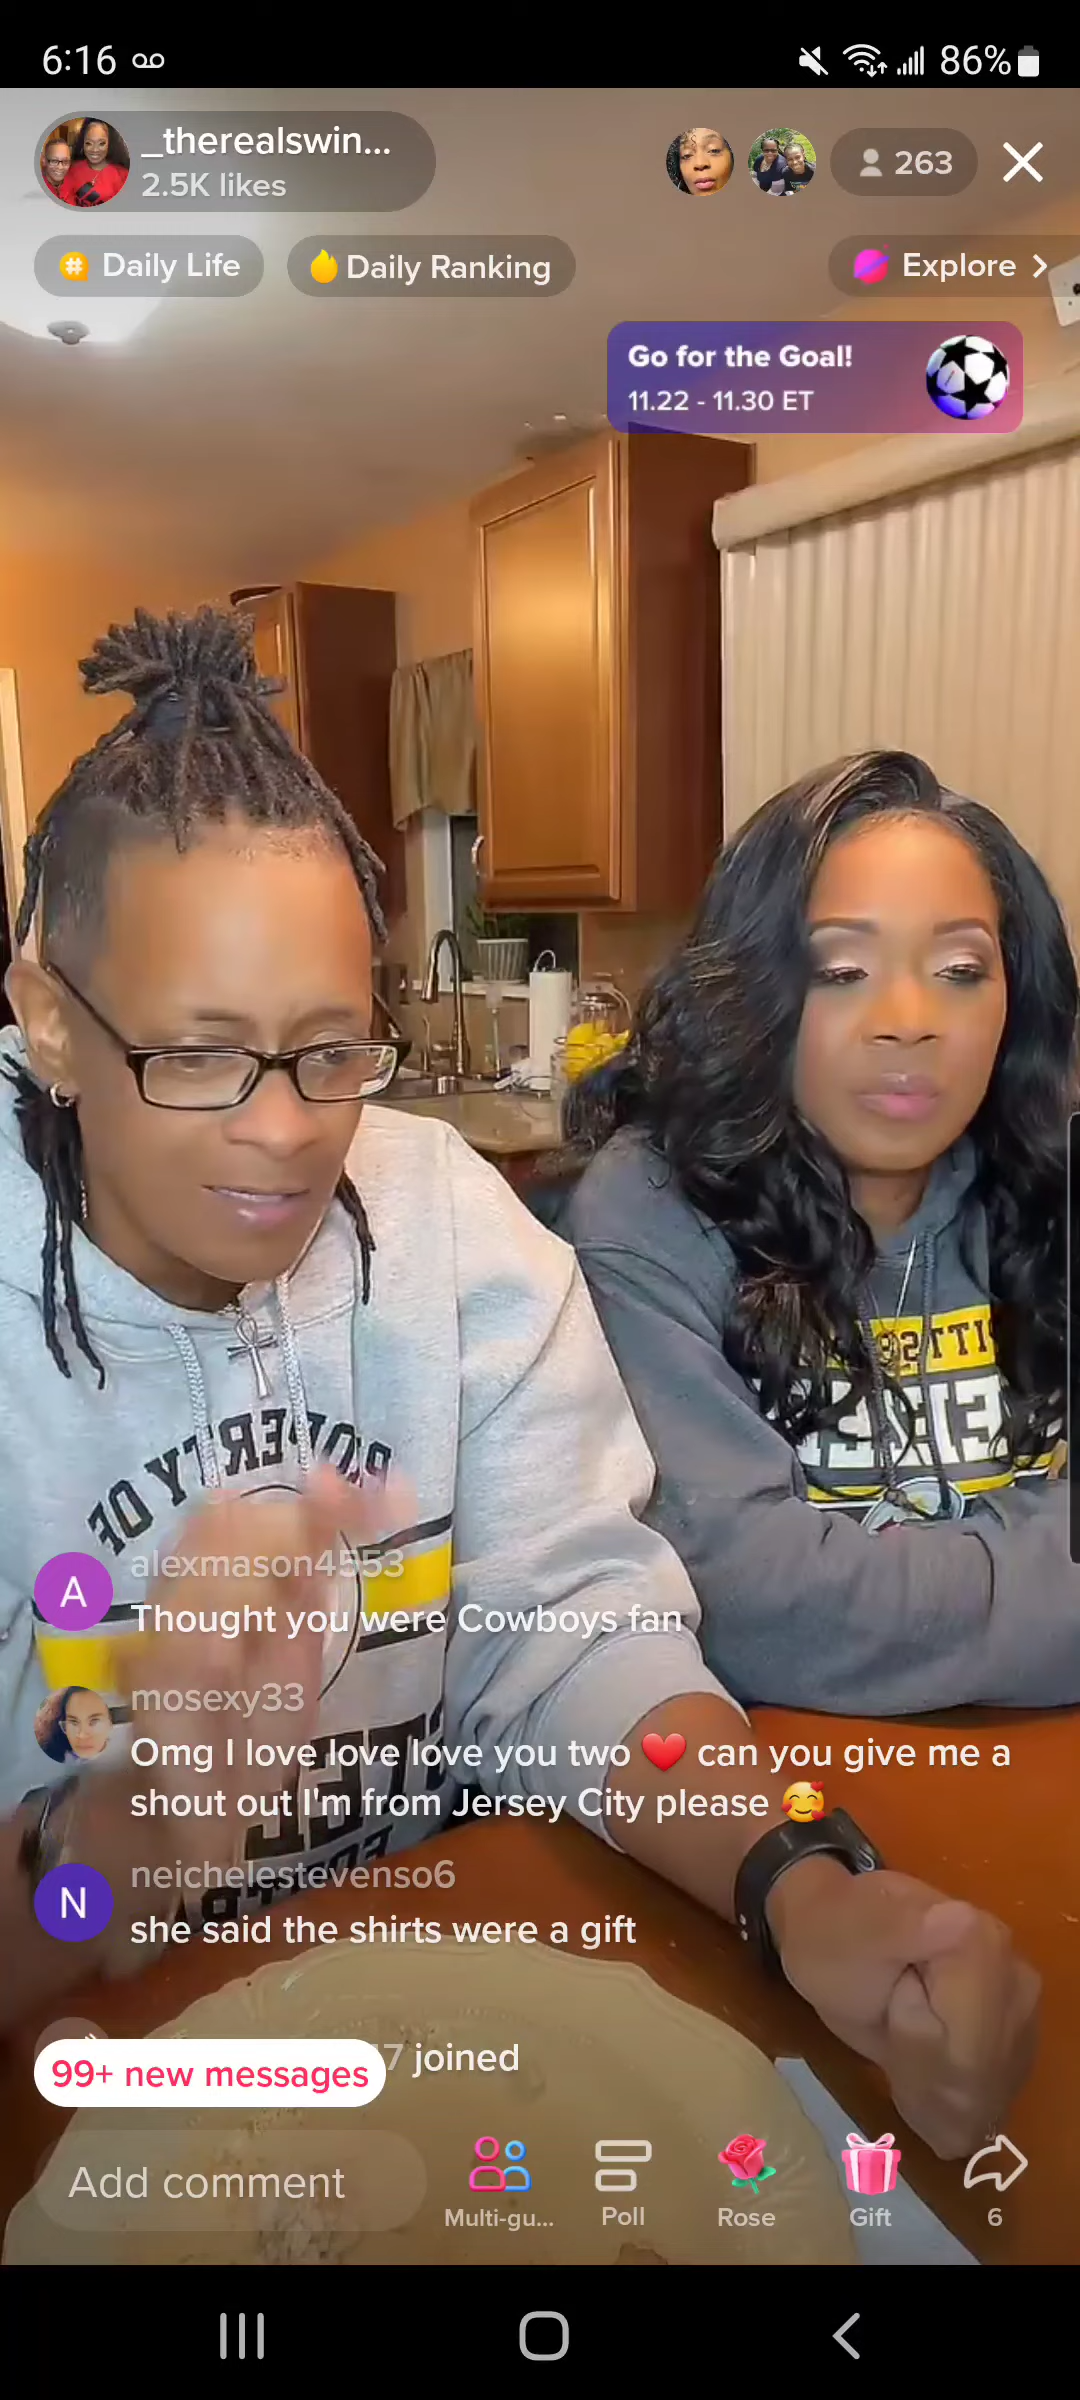 6:16
86%
_therealswin...
2.5K likes
263
Daily Life
Daily Ranking
Explore
Go for the Goal!
11.22 - 11.30 ET
PROPERTY OF
alexmason4553
Thought you were Cowboys fan
mosexy33
Omg I love love love you two ❤️ can you give me a
shout out I'm from Jersey City please 🥰
neichelestevenso6
she said the shirts were a gift
7 joined
99+ new messages
Add comment
Multi-gu...
Poll
Rose
Gift
6
A
N